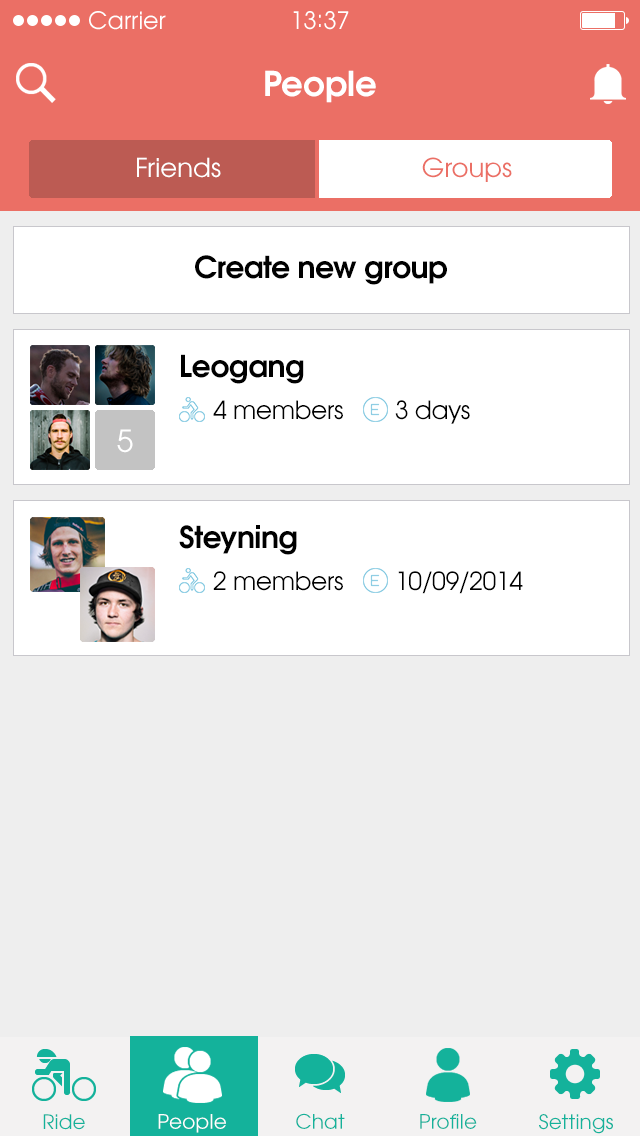 Carrier 13:37
People
Friends Groups
Create new group
Leogang
4 members E 3 days
5
Steyning
2 members E 10/09/2014
Ride People Chat Profile Settings